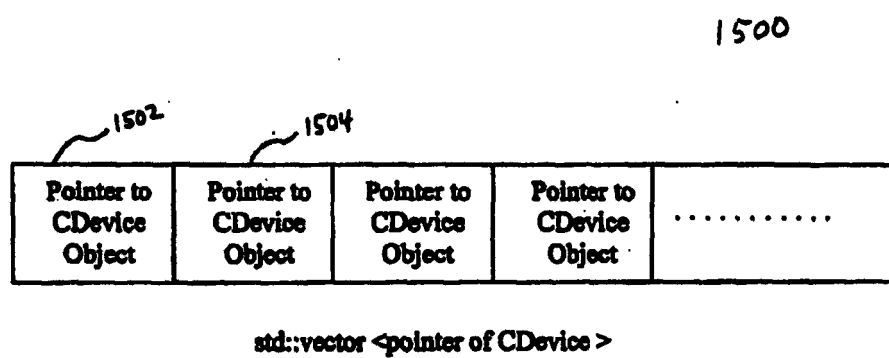 1500
1502 1504
Pointer to Pointer to Pointer to Pointer to
CDevice CDevice CDevice CDevice ...........
Object Object Object Object
std::vector <pointer of CDevice >